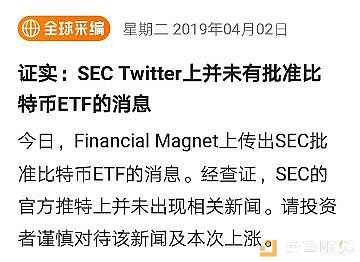 全球采编 星期二 2019年04月02日
证实：SEC Twitter上并未有批准比
特币ETF的消息
今日，Financial Magnet上传出SEC批
准比特币ETF的消息。经查证，SEC的
官方推特上并未出现相关新闻。请投资
者谨慎对待该新闻及本次上涨。